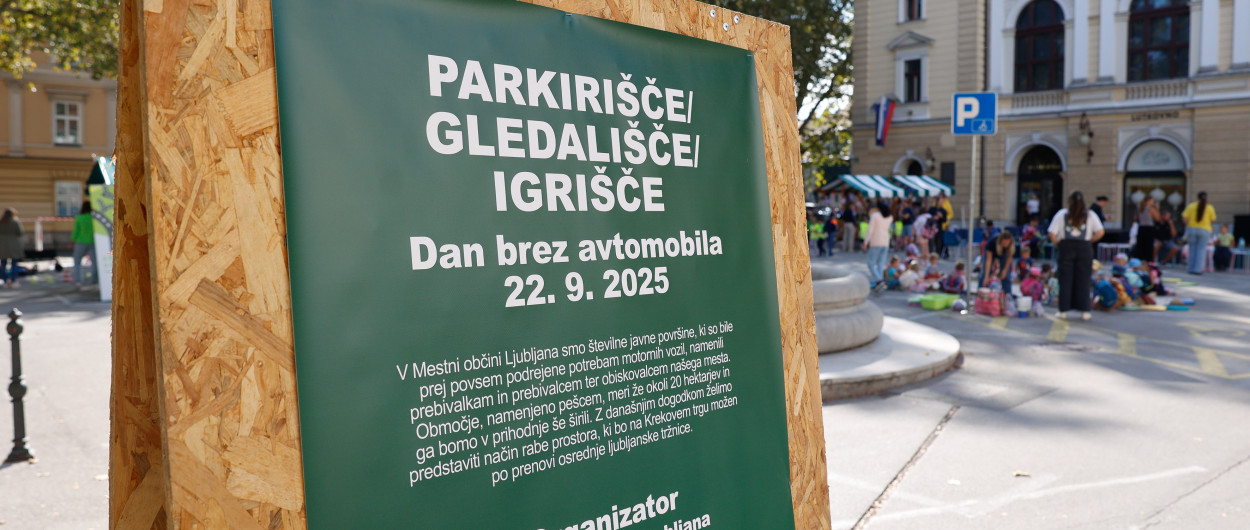 PARKIRIŠČE/
GLEDALIŠČE/
IGRIŠČE
Dan brez avtomobila
22. 9. 2025
V Mestni občini Ljubljana smo številne javne površine, ki so bile
prej povsem podrejene potrebam motornih vozil, namenili
prebivalkam in prebivalcem ter obiskovalcem našega mesta.
Območje, namenjeno pešcem, meri že okoli 20 hektarjev in
ga bomo v prihodnje še širili. Z današnjim dogodkom želimo
predstaviti način rabe prostora, ki bo na Krekovem trgu možen
po prenovi osrednje ljubljanske tržnice.
Organizator
P
LUTKOVNO